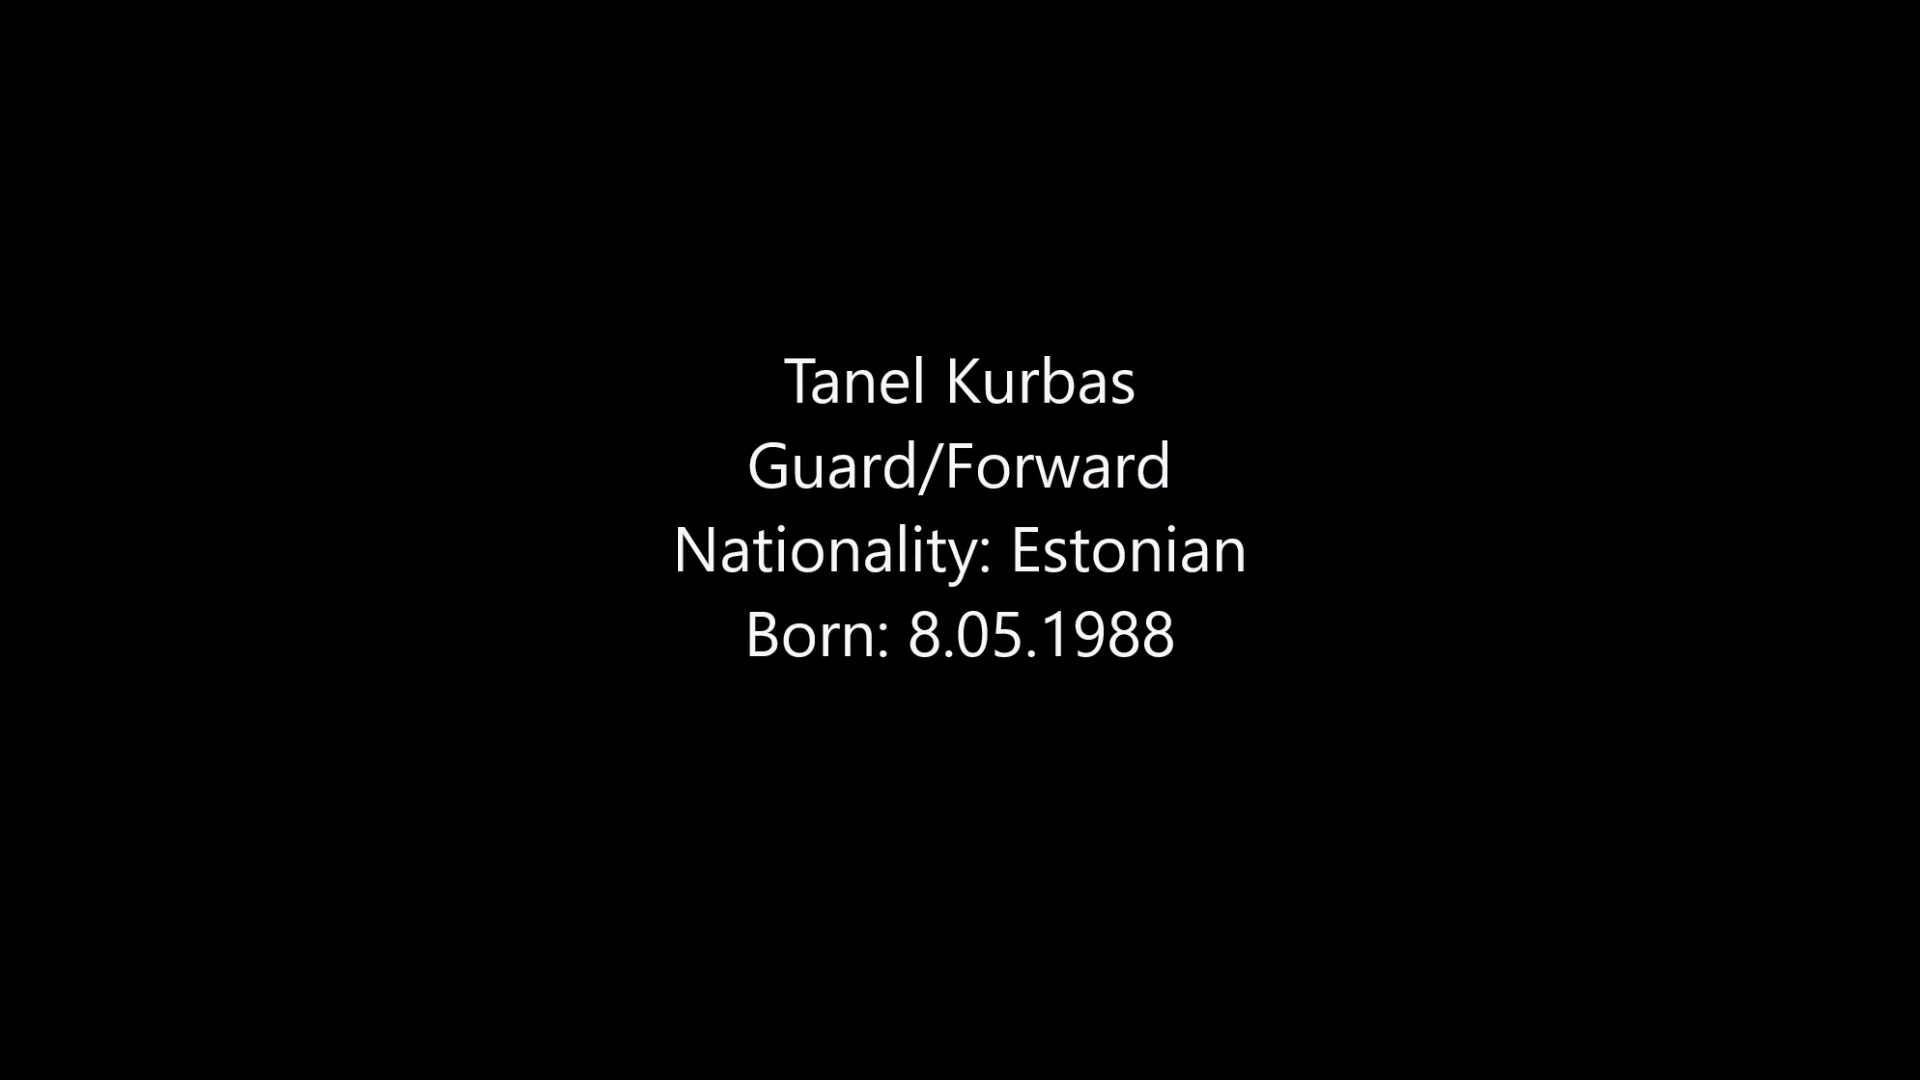 Tanel Kurbas
Guard/Forward
Nationality: Estonian
Born: 8.05.1988